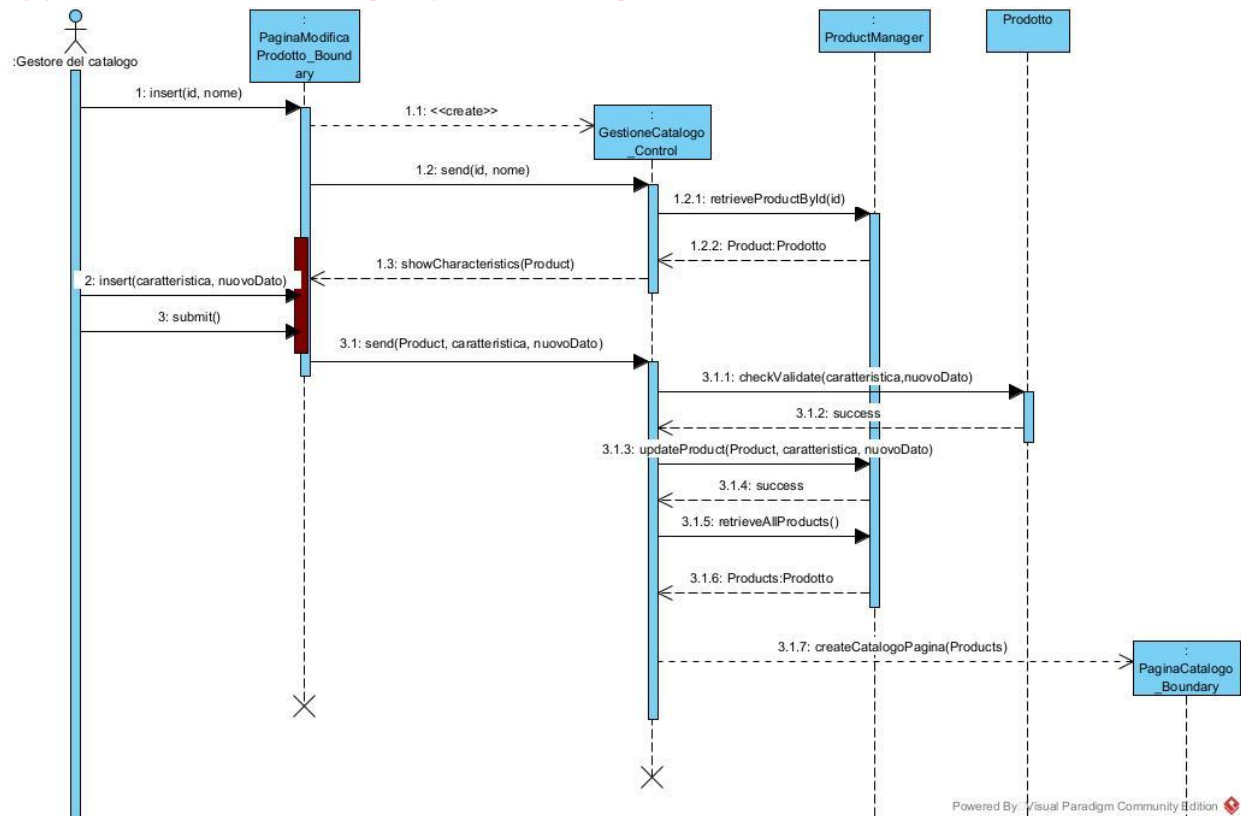 :
PaginaModifica
Prodotto_Bound
ary
:
ProductManager
Prodotto
:Gestore del catalogo
1: insert(id, nome)
1.1: <<create>>
:
GestioneCatalogo
_Control
1.2: send(id, nome)
1.2.1: retrieveProductById(id)
1.2.2: Product:Prodotto
1.3: showCharacteristics(Product)
2: insert(caratteristica, nuovoDato)
3: submit()
3.1: send(Product, caratteristica, nuovoDato)
3.1.1: checkValidate(caratteristica,nuovoDato)
3.1.2: success
3.1.3: updateProduct(Product, caratteristica, nuovoDato)
3.1.4: success
3.1.5: retrieveAllProducts()
3.1.6: Products:Prodotto
3.1.7: createCatalogoPagina(Products)
:
PaginaCatalogo
_Boundary
Powered By Visual Paradigm Community Edition